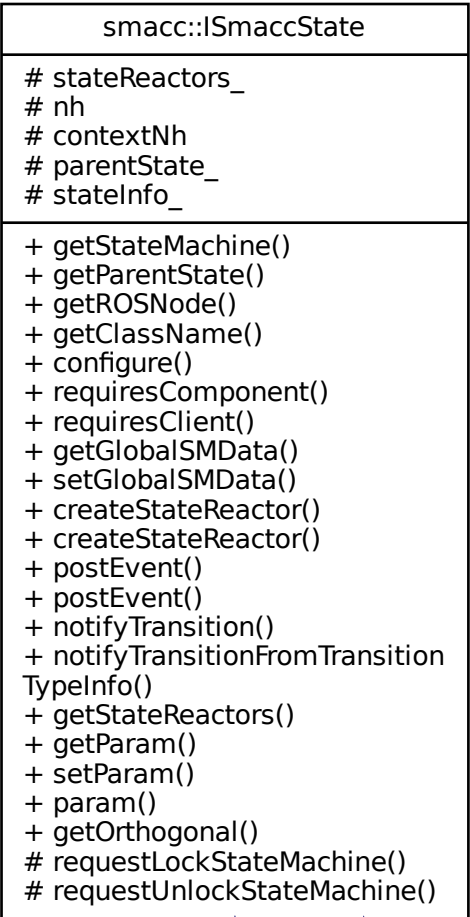 smacc::ISmaccState
# stateReactors_
# nh
# contextNh
# parentState_
# stateInfo_
+ getStateMachine()
+ getParentState()
+ getROSNode()
+ getClassName()
+ configure()
+ requiresComponent()
+ requiresClient()
+ getGlobalSMData()
+ setGlobalSMData()
+ createStateReactor()
+ createStateReactor()
+ postEvent()
+ postEvent()
+ notifyTransition()
+ notifyTransitionFromTransition
TypeInfo()
+ getStateReactors()
+ getParam()
+ setParam()
+ param()
+ getOrthogonal()
# requestLockStateMachine()
# requestUnlockStateMachine()